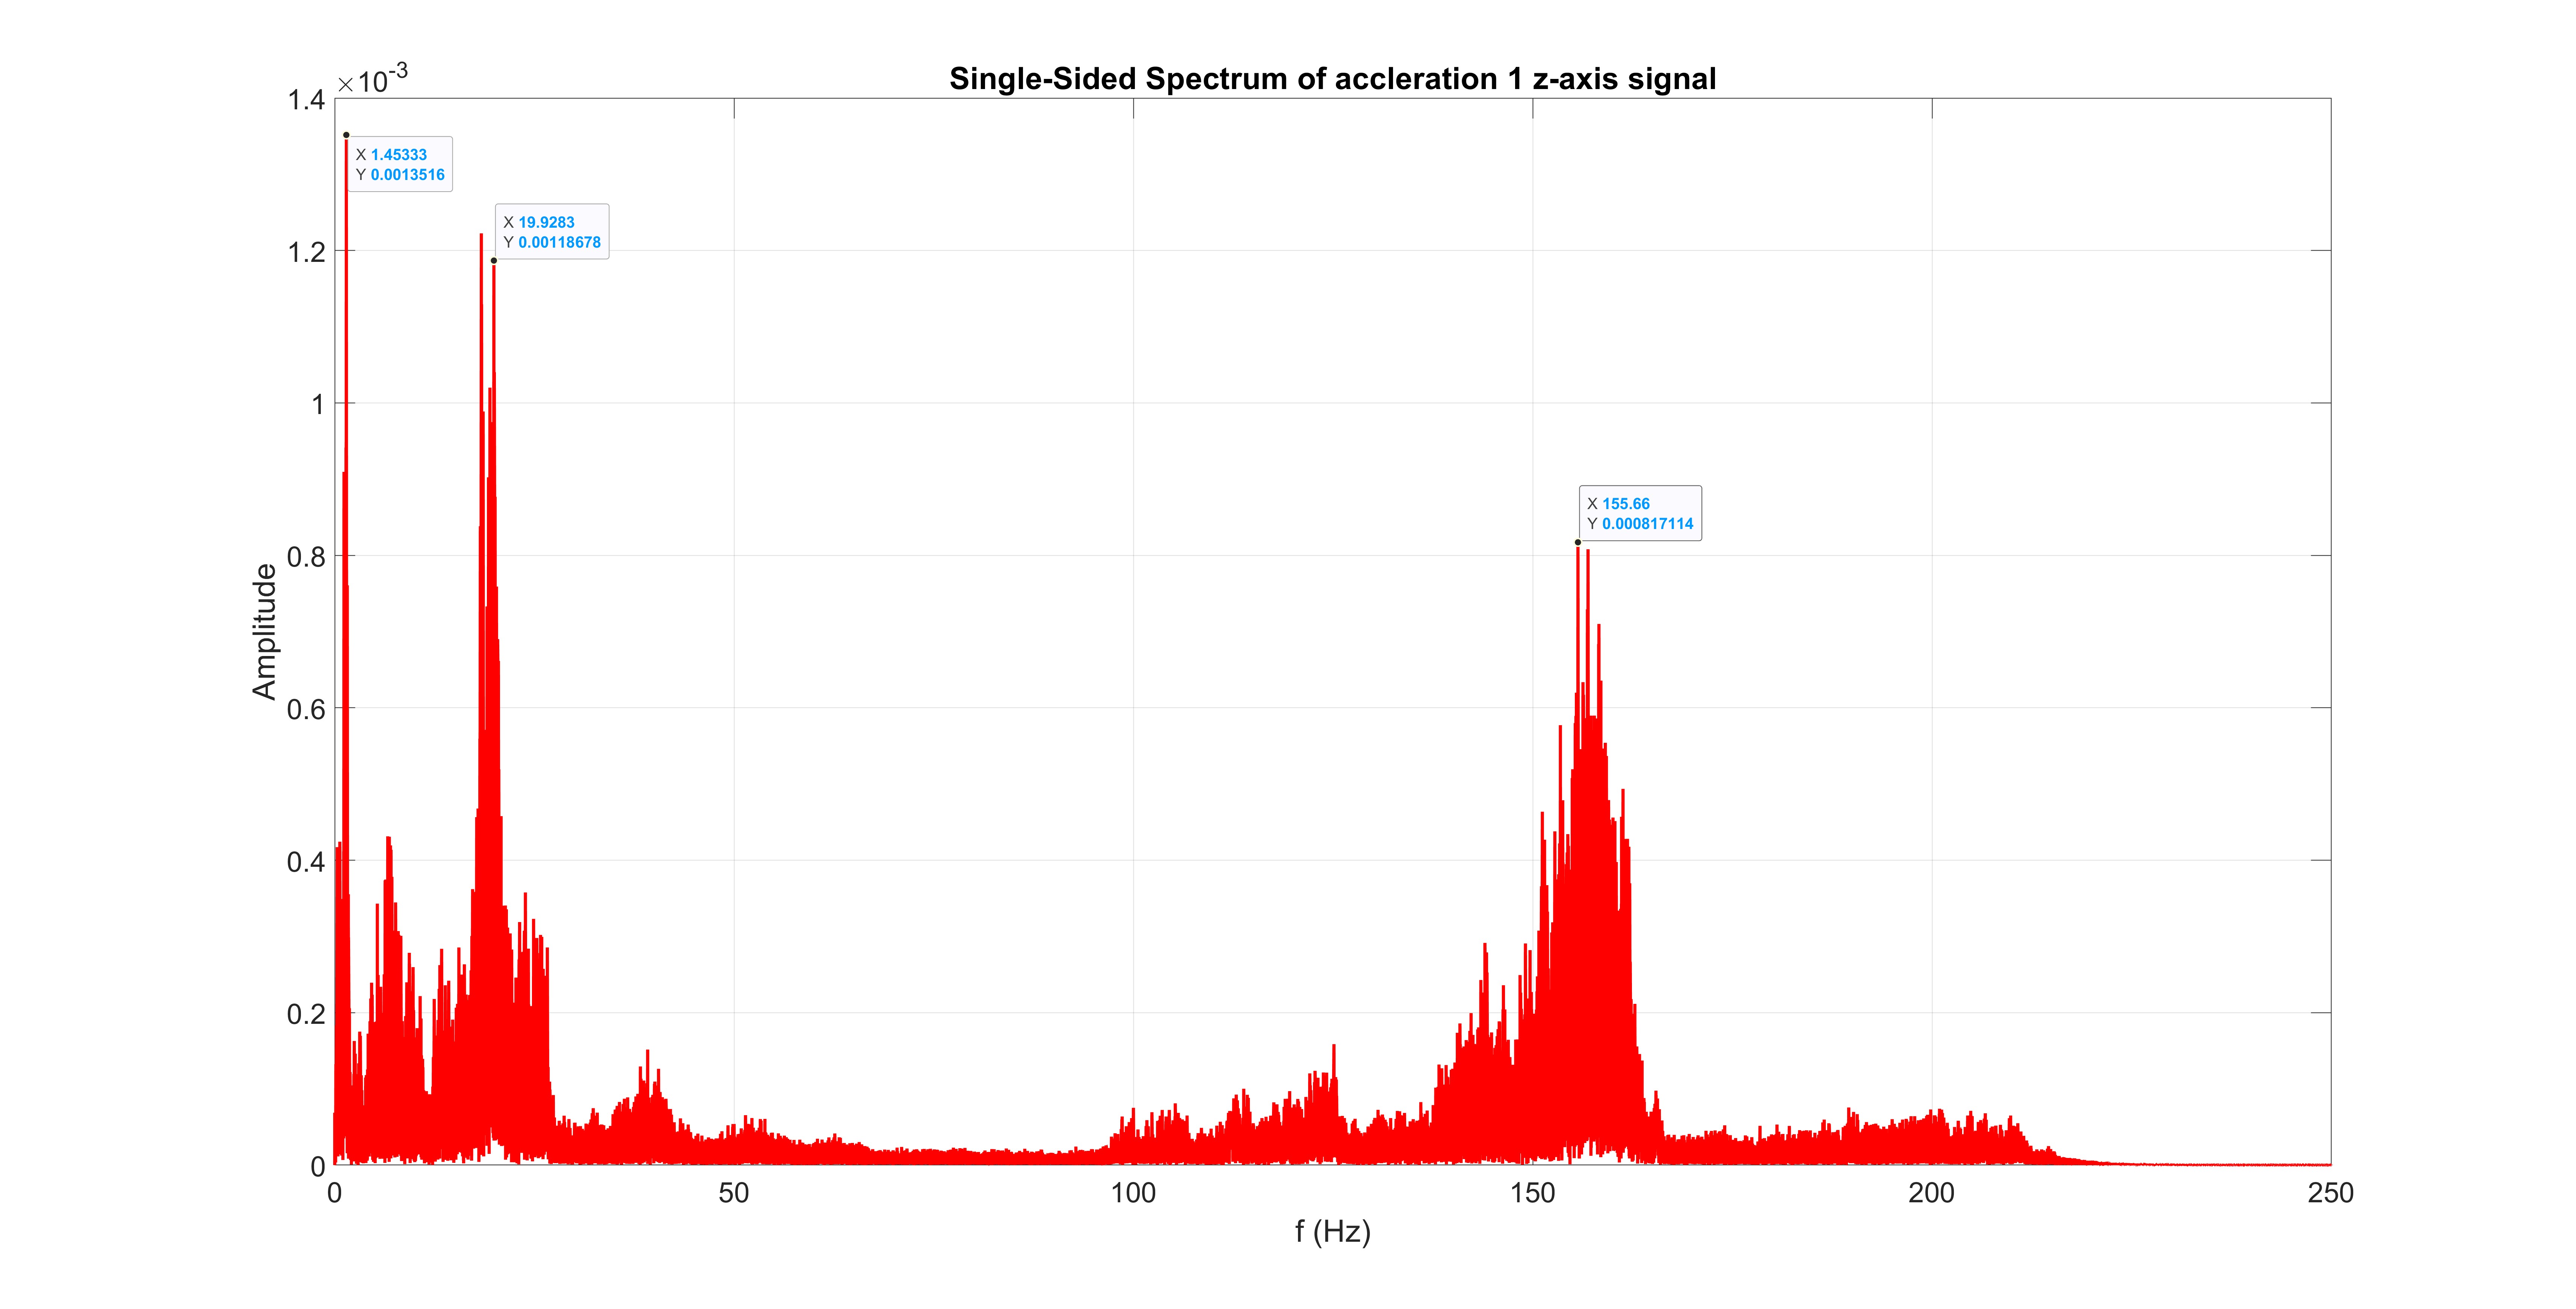 Single-Sided Spectrum of accleration 1 z-axis signal
×10-3
1.4
1.2
1
0.8
0.6
0.4
0.2
0
Amplitude
X 1.45333
Y 0.0013516
X 19.9283
Y 0.00118678
X 155.66
Y 0.000817114
0 50 100 150 200 250
f (Hz)